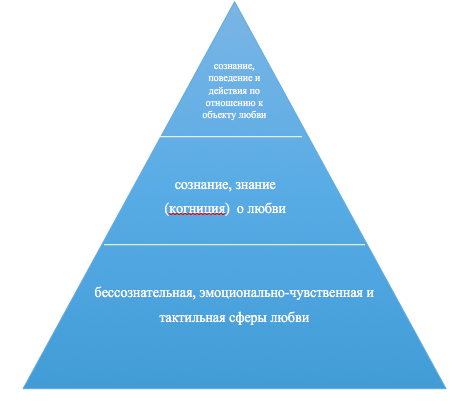 сознание,
поведение и
действия по
отношению к
объекту любви
сознание, знание
(когниция) о любви
бессознательная, эмоционально-чувственная и
тактильная сферы любви